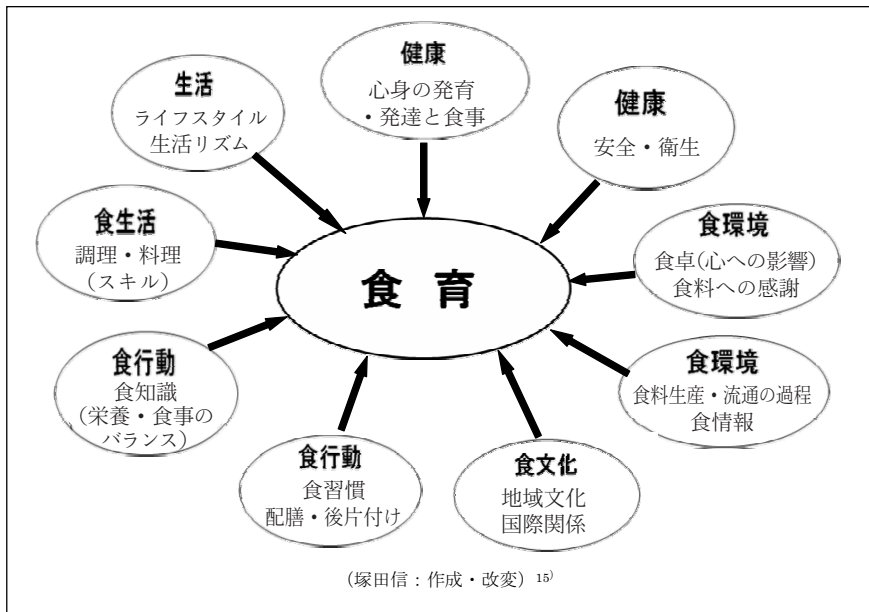 健康
心身の発育
・発達と食事
生活
ライフスタイル
生活リズム
健康
安全・衛生
食生活
調理・料理
（スキル）
食環境
食卓(心への影響)
食料への感謝
食 育
食行動
食知識
（栄養・食事の
バランス）
食環境
食料生産・流通の過程
食情報
食行動
食習慣
配膳・後片付け
食文化
地域文化
国際関係
（塚田信：作成・改変）15)